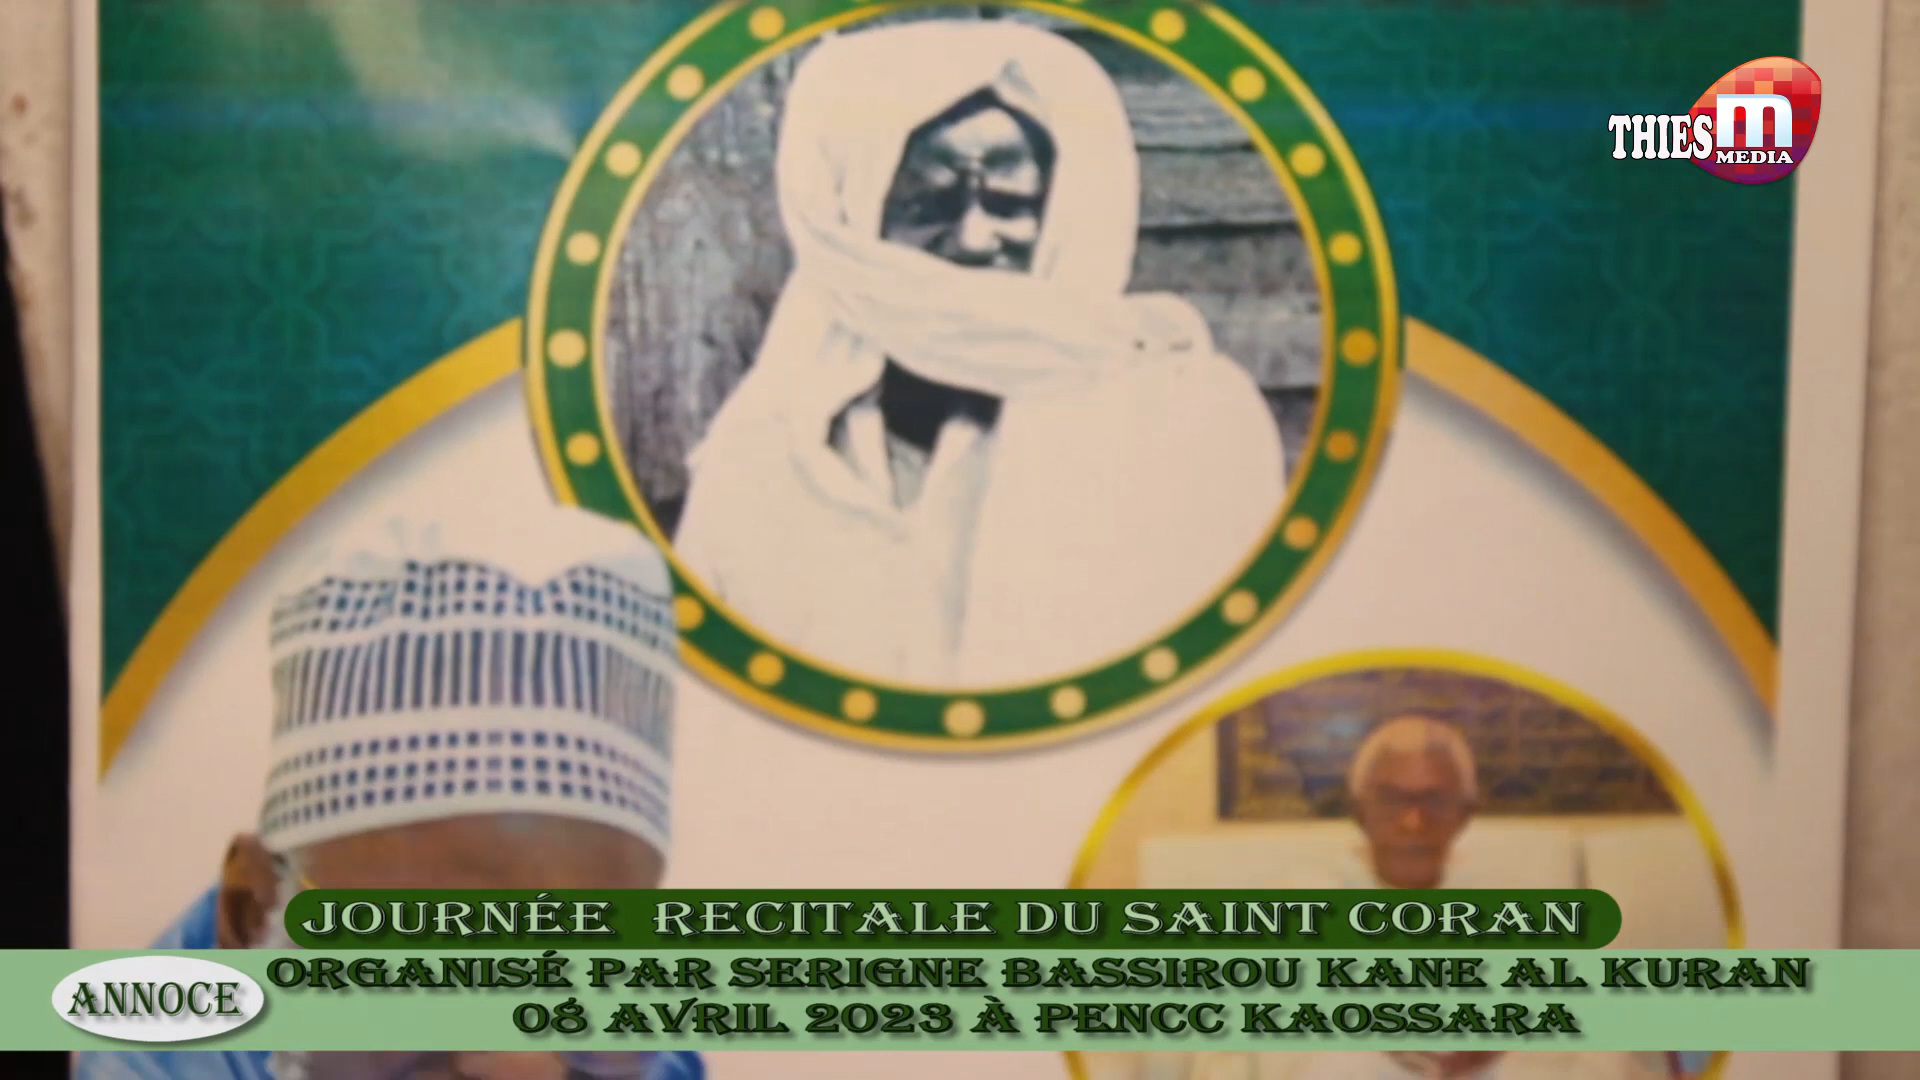 THIES
m
MEDIA
JOURNÉE RECITALE DU SAINT CORAN
ORGANISÉ PAR SERIGNE BASSIROU KANE AL KURAN
ANNOCE
08 AVRIL 2023 À PENCC KAOSSARA